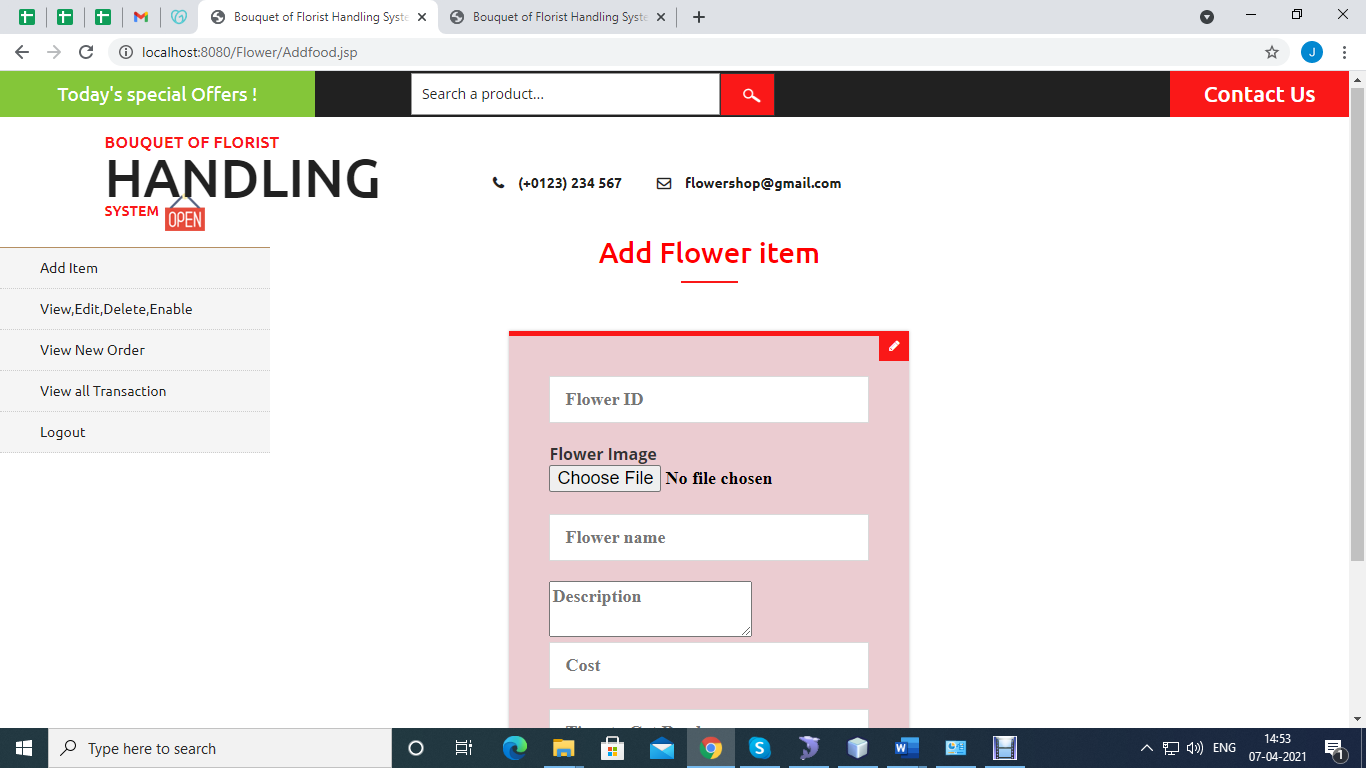 Bouquet of Florist Handling Syste
Bouquet of Florist Handling Syste
localhost:8080/Flower/Addfood.jsp
J
Today's special Offers !
Search a product...
Contact Us
BOUQUET OF FLORIST
HANDLING
SYSTEM
OPEN
(+0123) 234 567
flowershop@gmail.com
Add Flower item
Add Item
View,Edit,Delete,Enable
View New Order
View all Transaction
Logout
Flower ID
Flower Image
Choose File No file chosen
Flower name
Description
Cost
Type here to search
ENG
14:53
07-04-2021
1